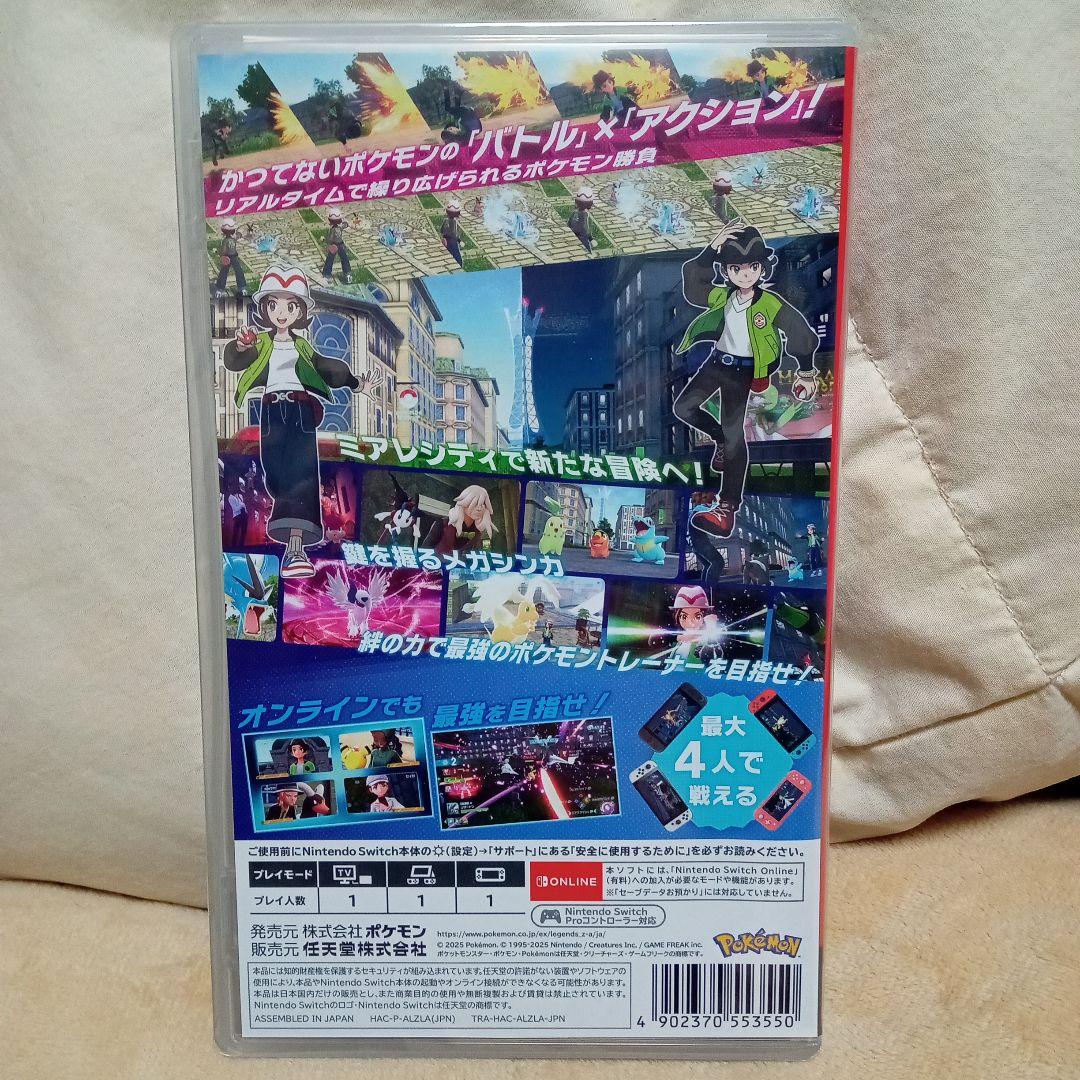 かつてないポケモンの「バトル」×「アクション」!
リアルタイムで繰り広げられるポケモン勝負
ミアレシティで新たな冒険へ!
鍵を握るメガシンカ
絆の力で最強のポケモントレーナーを目指せ!
オンラインでも 最強を目指せ!
最大
4人で
戦える
ご使用前にNintendo Switch本体の(設定)→「サポート」にある「安全に使用するために」を必ずお読みください。
プレイモード TV
プレイ人数 1 1 1
ONLINE
本ソフトには、「Nintendo Switch Online」
(有料)への加入が必要なモードや機能があります。
※「セーブデータお預かり」には対応していません。
Nintendo Switch
Proコントローラー対応
発売元 株式会社ポケモン
販売元 任天堂株式会社
https://www.pokemon.co.jp/ex/legends_z-a/ja/
© 2025 Pokémon. © 1995-2025 Nintendo / Creatures Inc. / GAME FREAK inc.
ポケットモンスター・ポケモン・Pokémonは任天堂・クリーチャーズ・ゲームフリークの商標です。
POKéMON
本品には知的財産権を保護するセキュリティが組み込まれています。任天堂の許諾がない装置やソフトウェアの
使用により、本品やNintendo Switch本体の起動やオンライン接続ができなくなる可能性があります。
本品は日本国内だけの販売とし、また商業目的の使用や無断複製および賃貸は禁止されています。
Nintendo Switchのロゴ・Nintendo Switchは任天堂の商標です。
ASSEMBLED IN JAPAN HAC-P-ALZLA(JPN) TRA-HAC-ALZLA-JPN
4 902370 553550